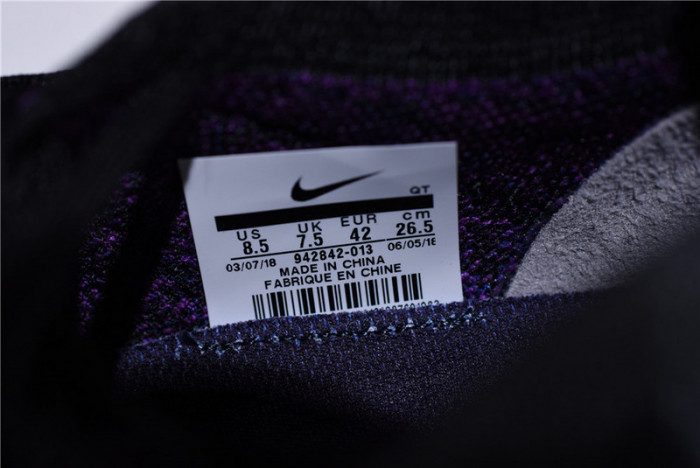 QT
US UK EUR cm
8.5 7.5 42 26.5
03/07/18 942842-013 06/05/18
MADE IN CHINA
FABRIQUE EN CHINE